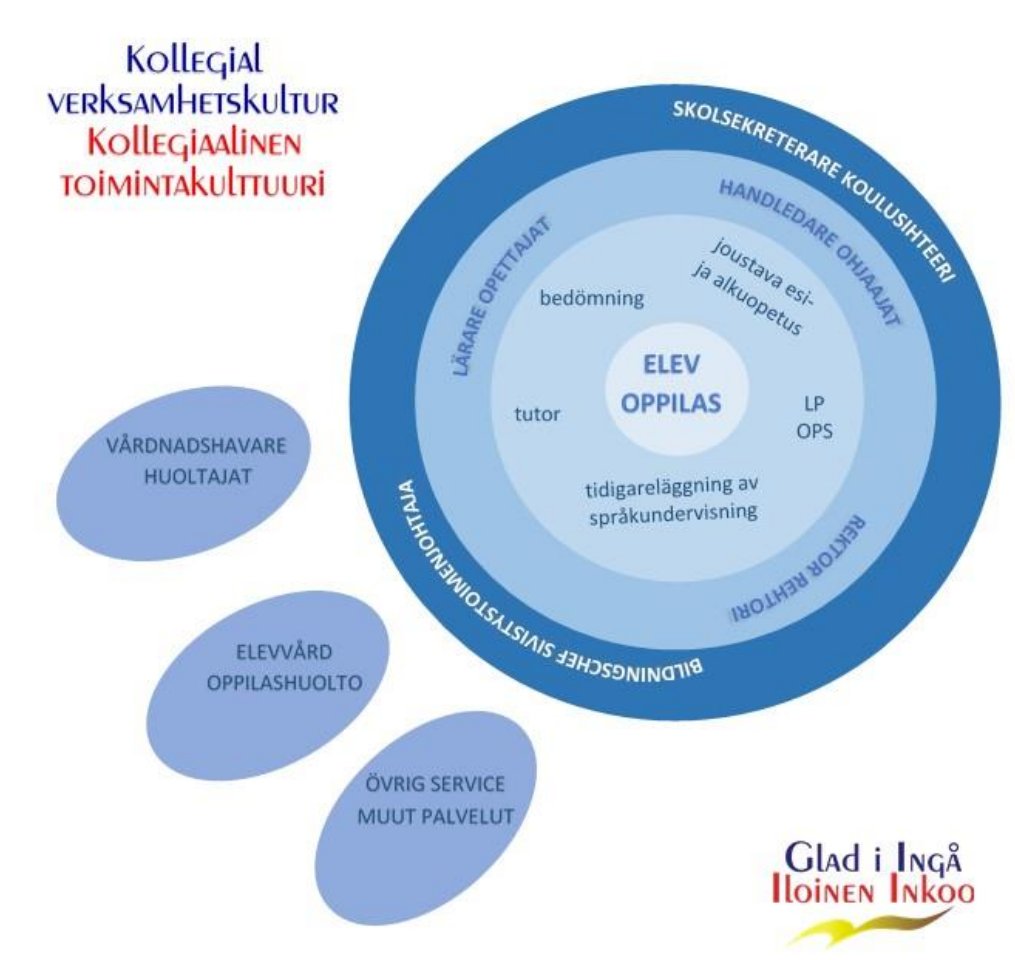 Kollegial
verksamhetskultur
Kollegiaalinen
toimintakulttuuri
SKOLSEKRETERARE KOULUSIHTEERI
HANDLEDARE OHJAAJAT
LÄRARE OPETTAJAT
joustava esi-
ja alkuopetus
bedömning
ELEV
OPPILAS
tutor
LP
OPS
tidigareläggning av
språkundervisning
REKTOR REHTORI
BILDNINGSCHEF SIVISTYSTOIMENJOHTAJA
VÅRDNADSHAVARE
HUOLTAJAT
ELEVVÅRD
OPPILASHUOLTO
ÖVRIG SERVICE
MUUT PALVELUT
Glad i Ingå
Iloinen Inkoo